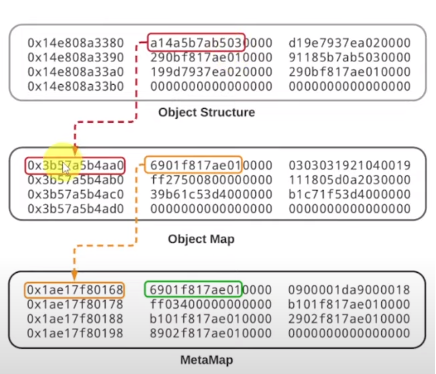 0x14e808a3380 a14a5b7ab5030000 d19e7937ea020000
0x14e808a3390 290bf817ae010000 91185b7ab5030000
0x14e808a33a0 199d7937ea020000 290bf817ae010000
0x14e808a33b0 0000000000000000 0000000000000000
Object Structure
0x3b57a5b4aa0 6901f817ae010000 0303031921040019
0x3b57a5b4ab0 ff27500800000000 111805d0a2030000
0x3b57a5b4ac0 39b61c53d4000000 b1c71f53d4000000
0x3b57a5b4ad0 0000000000000000 0000000000000000
Object Map
0x1ae17f80168 6901f817ae010000 0900001da9000018
0x1ae17f80178 ff03400000000000 b101f817ae010000
0x1ae17f80188 b101f817ae010000 2902f817ae010000
0x1ae17f80198 8902f817ae010000 0000000000000000
MetaMap